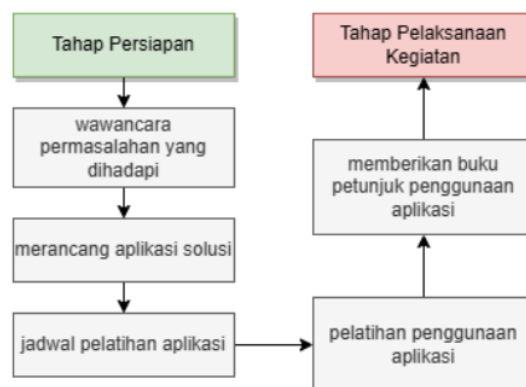 Tahap Persiapan
wawancara
permasalahan yang
dihadapi
merancang aplikasi solusi
jadwal pelatihan aplikasi
pelatihan penggunaan
aplikasi
memberikan buku
petunjuk penggunaan
aplikasi
Tahap Pelaksanaan
Kegiatan